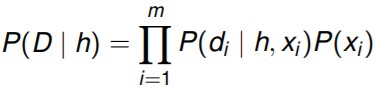 P(D | h) = ∏_{i=1}^{m} P(d_i | h, x_i)P(x_i)